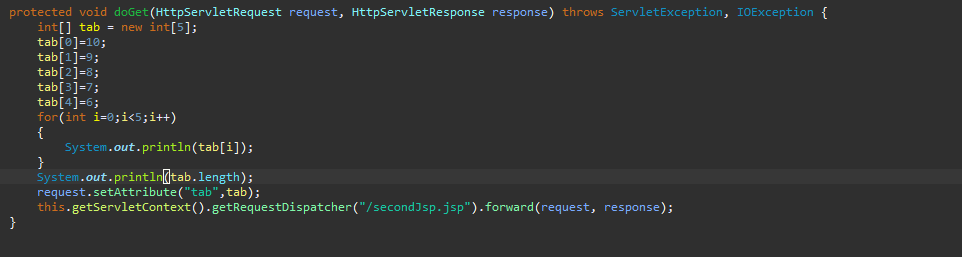 protected void doGet(HttpServletRequest request, HttpServletResponse response) throws ServletException, IOException {
    int[] tab = new int[5];
    tab[0]=10;
    tab[1]=9;
    tab[2]=8;
    tab[3]=7;
    tab[4]=6;
    for(int i=0;i<5;i++)
    {
        System.out.println(tab[i]);
    }
    System.out.println(tab.length);
    request.setAttribute("tab",tab);
    this.getServletContext().getRequestDispatcher("/secondJsp.jsp").forward(request, response);
}